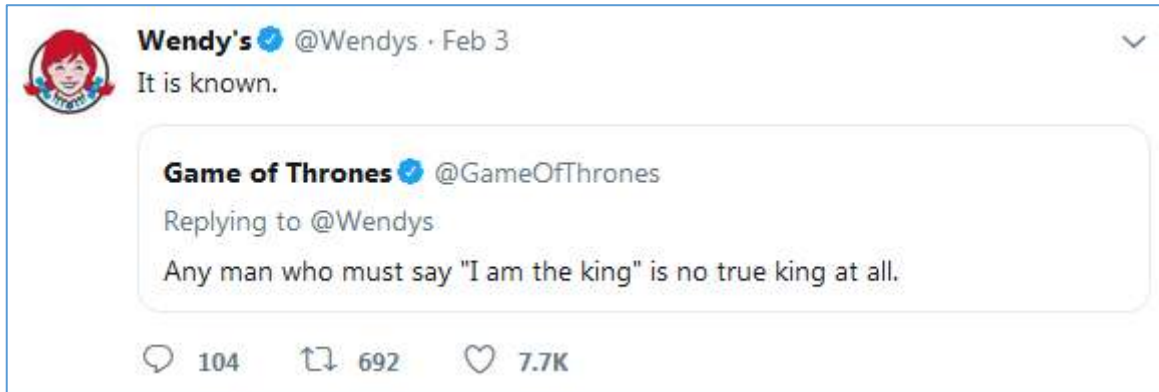 Wendy's @Wendys · Feb 3
It is known.
Game of Thrones @GameOfThrones
Replying to @Wendys
Any man who must say "I am the king" is no true king at all.
104 692 7.7K